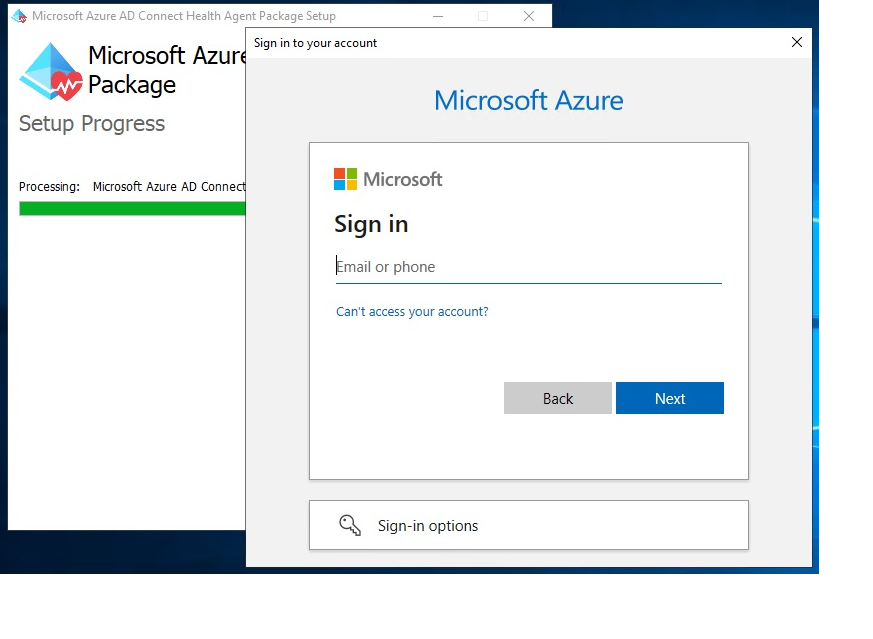 Microsoft Azure AD Connect Health Agent Package Setup
Microsoft Azure
Package
Setup Progress
Processing: Microsoft Azure AD Connect
Sign in to your account
Microsoft Azure
Microsoft
Sign in
Email or phone
Can't access your account?
Back
Next
Sign-in options